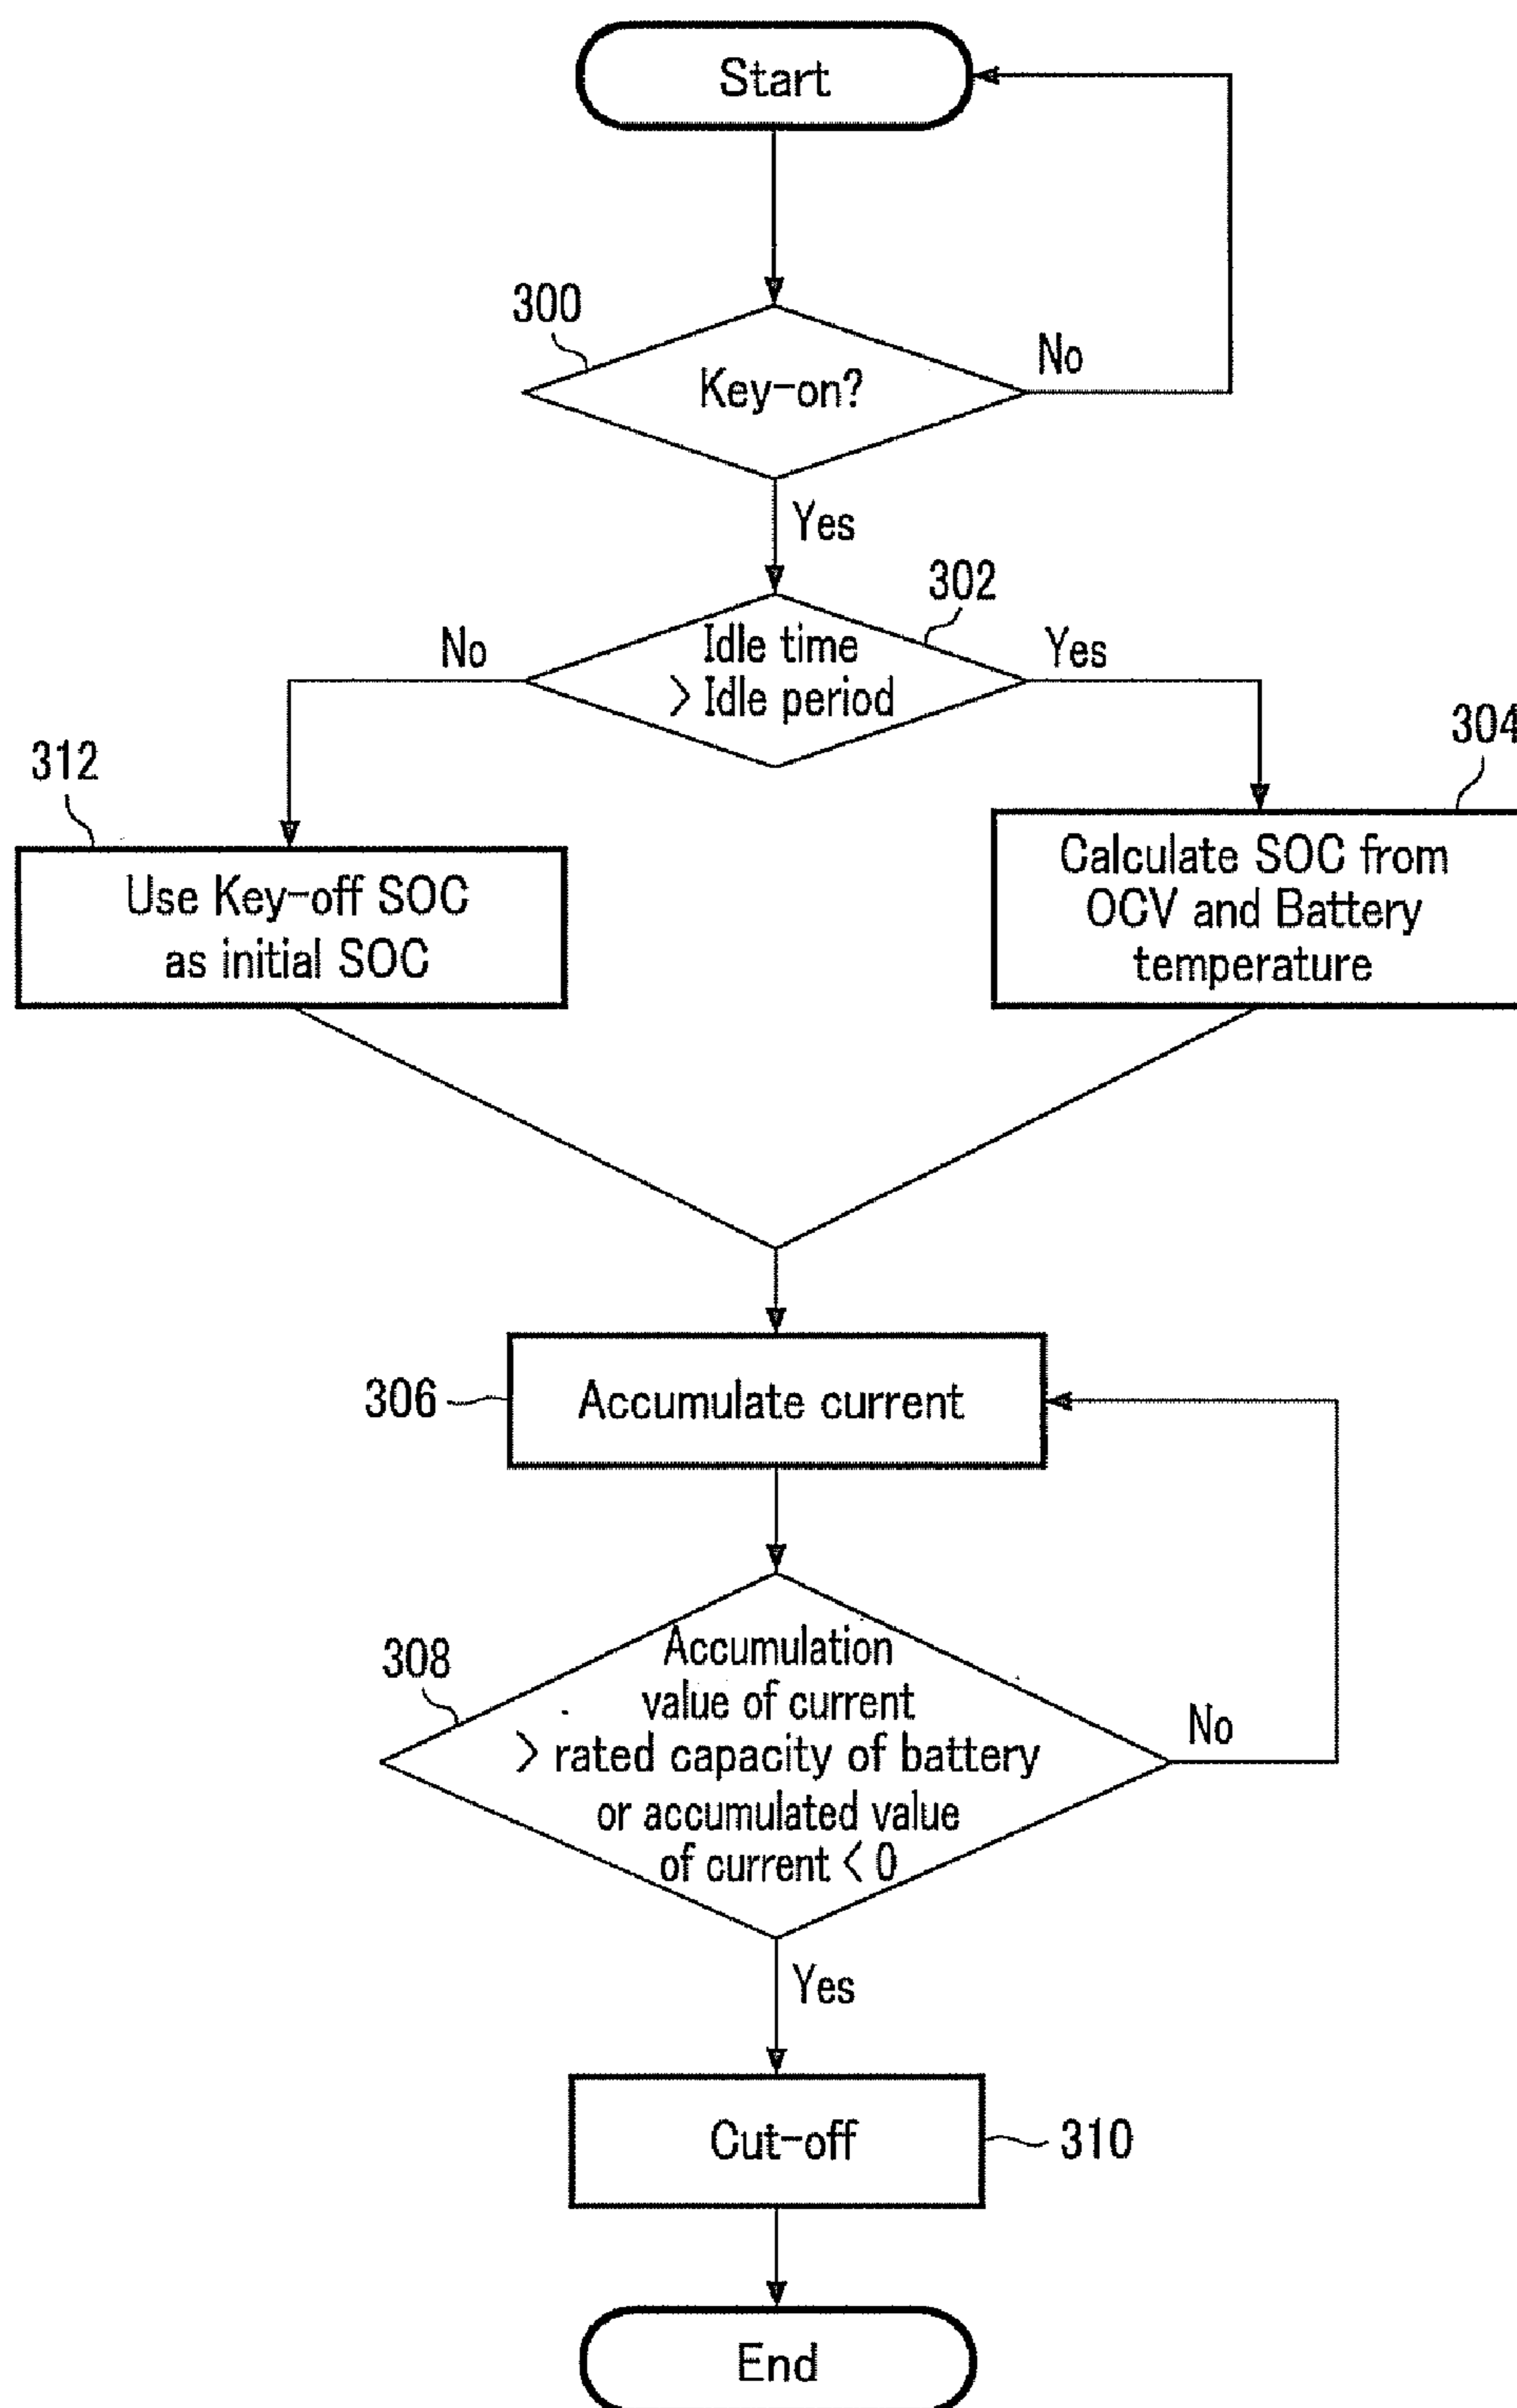 Start
300
Key-on?
No
Yes
302
No
Idle time
> Idle period
Yes
312
304
Use Key-off SOC
as initial SOC
Calculate SOC from
OCV and Battery
temperature
306
Accumulate current
308
Accumulation
value of current
> rated capacity of battery
or accumulated value
of current < 0
No
Yes
Cut-off
310
End